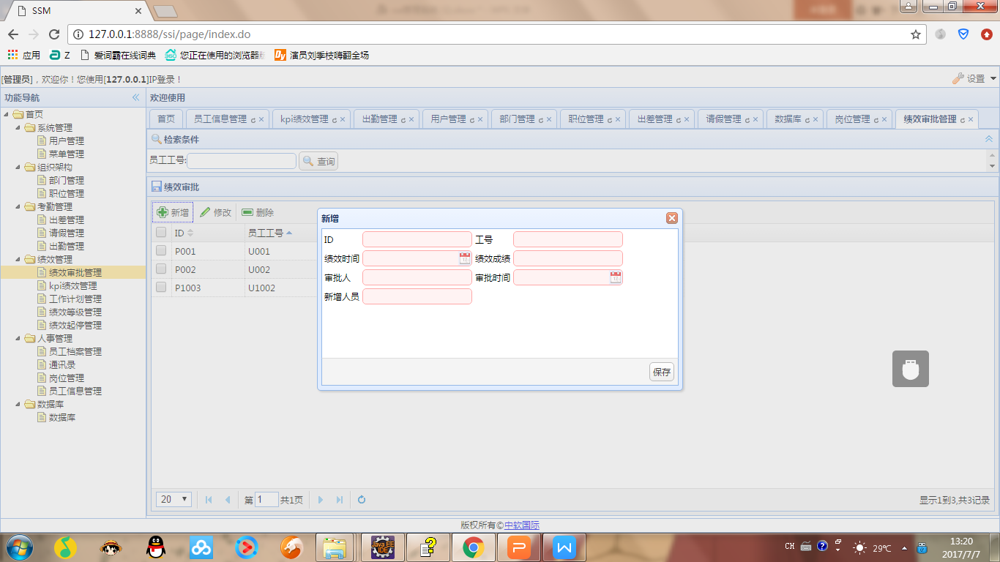 SSM
127.0.0.1:8888/ssi/page/index.do
应用 Z 爱词霸在线词典 您正在使用的浏览器版 演员刘季枝嗨翻全场
[管理员]，欢迎你！您使用[127.0.0.1]IP登录！ 设置
功能导航 欢迎使用
首页 员工信息管理 kpi绩效管理 出勤管理 用户管理 部门管理 职位管理 出差管理 请假管理 数据库 岗位管理 绩效审批管理
首页
系统管理
用户管理
菜单管理
组织架构
部门管理
职位管理
考勤管理
出差管理
请假管理
出勤管理
绩效管理
绩效审批管理
kpi绩效管理
工作计划管理
绩效等级管理
绩效起停管理
人事管理
员工档案管理
通讯录
岗位管理
员工信息管理
数据库
数据库
检索条件
员工工号: 查询
绩效审批
新增 修改 删除
ID 员工工号
P001 U001
P002 U002
P1003 U1002
新增
ID 工号
绩效时间 绩效成绩
审批人 审批时间
新增人员
保存
20 第 1 共1页 显示1到3,共3记录
版权所有©中软国际
Java EE
IDE
CH 29℃ 13:20
2017/7/7